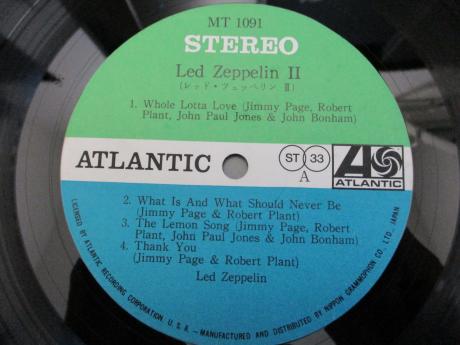 MT 1091
STEREO
Led Zeppelin II
(レッド・ツェッペリン II)
1. Whole Lotta Love (Jimmy Page, Robert
Plant, John Paul Jones & John Bonham)
ATLANTIC
ST 33
A
ATLANTIC
2. What Is And What Should Never Be
(Jimmy Page & Robert Plant)
3. The Lemon Song (Jimmy Page, Robert
Plant, John Paul Jones & John Bonham)
4. Thank You
(Jimmy Page & Robert Plant)
Led Zeppelin
LICENSED BY ATLANTIC RECORDING CORPORATION, U.S.A. — MANUFACTURED AND DISTRIBUTED BY NIPPON GRAMMOPHON CO., LTD., JAPAN